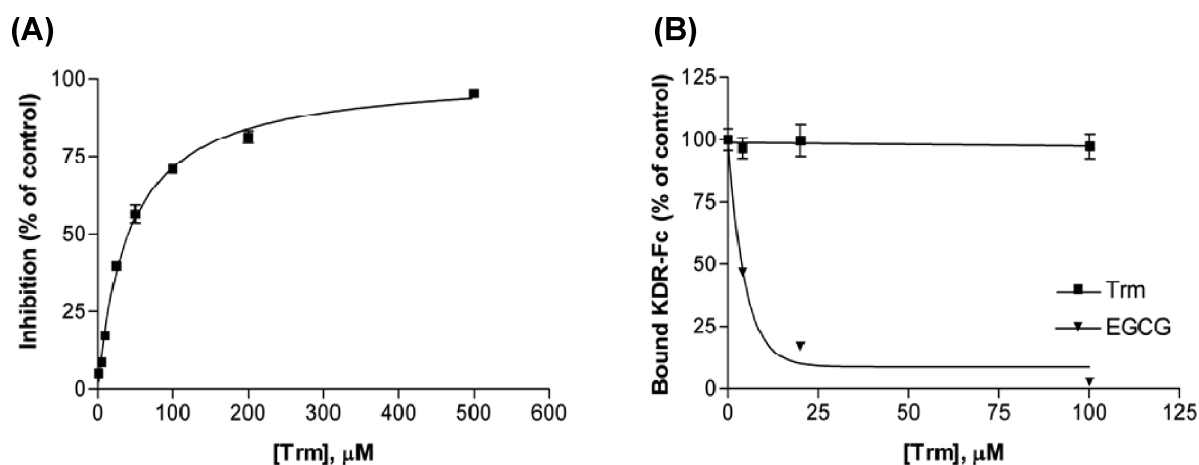 (A)
Inhibition (% of control)
100
75
50
25
0
0 100 200 300 400 500 600
[Trm], μM
(B)
Bound KDR-Fc (% of control)
125
100
75
50
25
0
Trm
EGCG
0 25 50 75 100 125
[Trm], μM